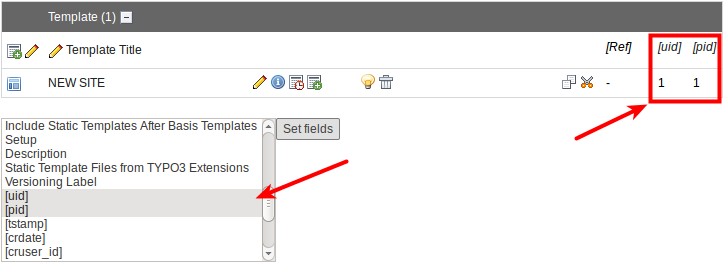 Template (1)
Template Title [Ref] [uid] [pid]
NEW SITE - 1 1
Include Static Templates After Basis Templates
Set fields
Setup
Description
Static Template Files from TYPO3 Extensions
Versioning Label
[uid]
[pid]
[tstamp]
[crdate]
[cruser_id]